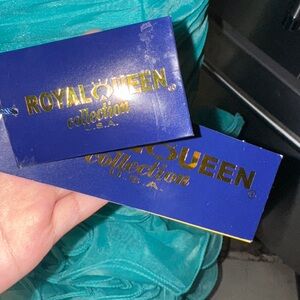 ROYAL QUEEN
collection
U.S.A.
QUEEN
Collection
S.A.